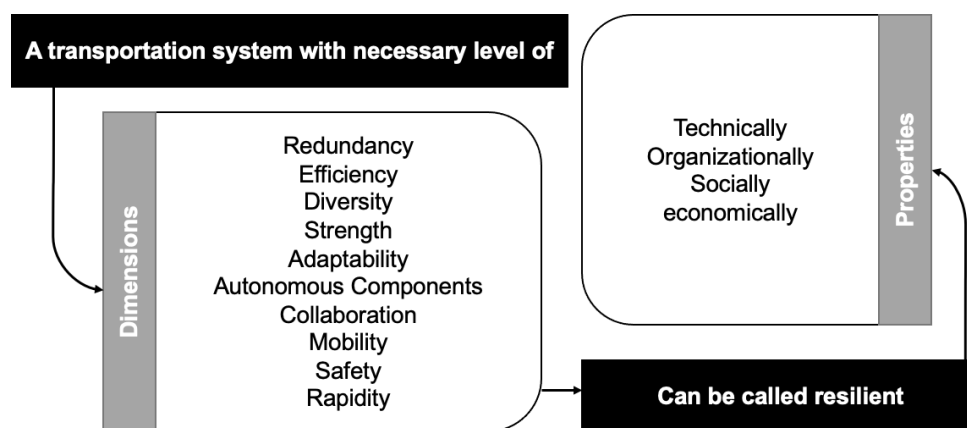 A transportation system with necessary level of
Dimensions
Redundancy
Efficiency
Diversity
Strength
Adaptability
Autonomous Components
Collaboration
Mobility
Safety
Rapidity
Can be called resilient
Properties
Technically
Organizationally
Socially
economically